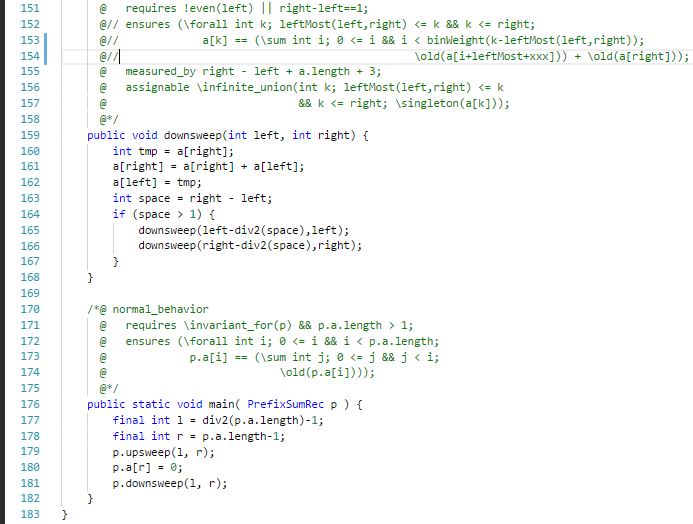 151 @   requires !even(left) || right-left==1;
152 @// ensures (\forall int k; leftMost(left,right) <= k && k <= right;
153 @//             a[k] == (\sum int i; 0 <= i && i < binWeight(k-leftMost(left,right));
154 @//                                               \old(a[i+leftMost+xxx])) + \old(a[right]));
155 @   measured_by right - left + a.length + 3;
156 @   assignable \infinite_union(int k; leftMost(left,right) <= k
157 @                              && k <= right; \singleton(a[k]));
158 @*/
159 public void downsweep(int left, int right) {
160     int tmp = a[right];
161     a[right] = a[right] + a[left];
162     a[left] = tmp;
163     int space = right - left;
164     if (space > 1) {
165         downsweep(left-div2(space),left);
166         downsweep(right-div2(space),right);
167     }
168 }
169
170 /*@ normal_behavior
171   @   requires \invariant_for(p) && p.a.length > 1;
172   @   ensures (\forall int i; 0 <= i && i < p.a.length;
173   @             p.a[i] == (\sum int j; 0 <= j && j < i;
174   @                           \old(p.a[i])));
175   @*/
176 public static void main( PrefixSumRec p ) {
177     final int l = div2(p.a.length)-1;
178     final int r = p.a.length-1;
179     p.upsweep(l, r);
180     p.a[r] = 0;
181     p.downsweep(l, r);
182 }
183 }